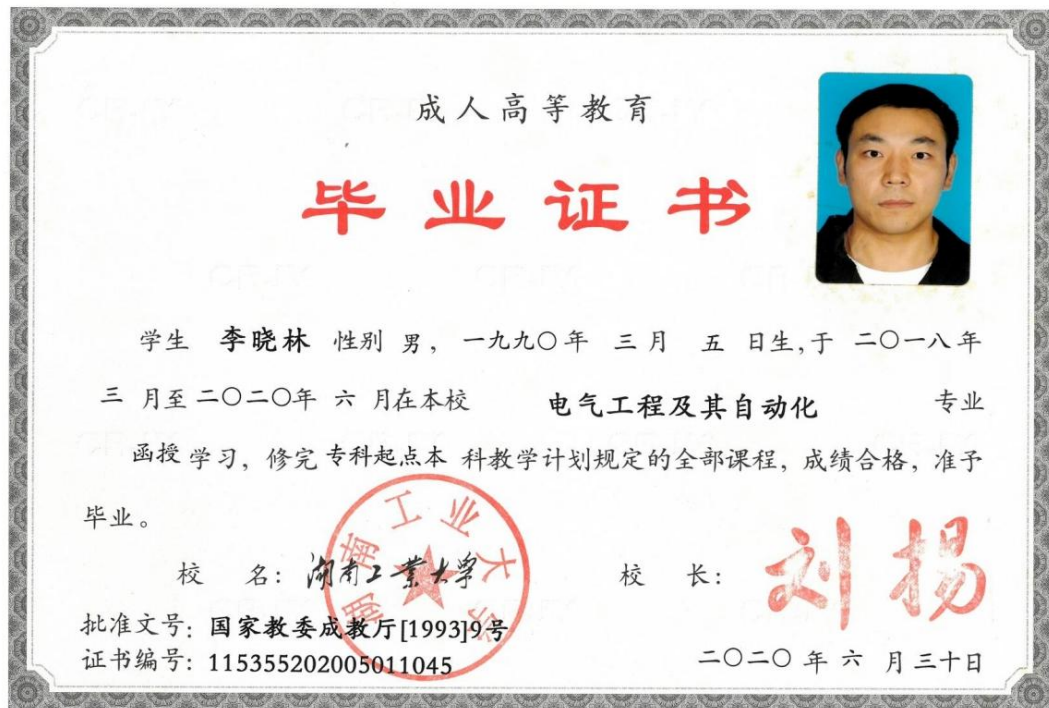 成人高等教育
毕业证书
学生 李晓林 性别 男，一九九〇年 三月 五 日生，于 二〇一八年
三 月至二〇二〇年 六 月在本校 电气工程及其自动化 专业
函授 学习，修完 专科起点本 科教学计划规定的全部课程，成绩合格，准予
毕业。
校 名：湖南工業大學 校 长：刘扬
湖南工业大学
批准文号：国家教委成教厅[1993]9号
证书编号：115355202005011045
二〇二〇 年 六 月三十日